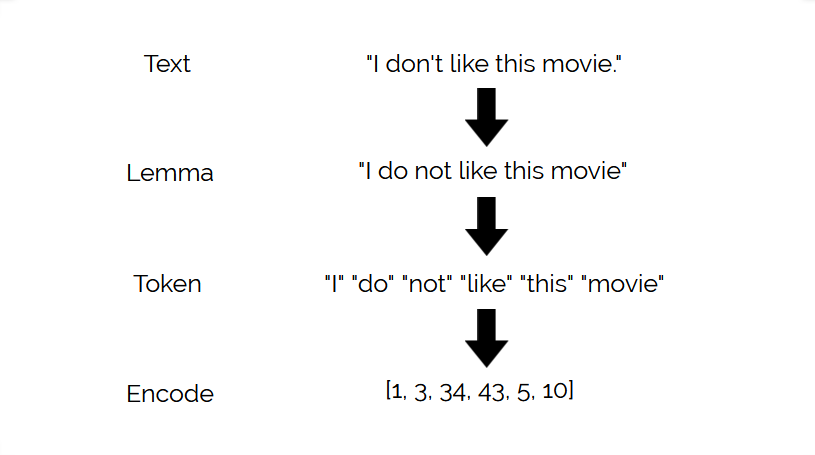 Text "I don't like this movie."
Lemma "I do not like this movie"
Token "I" "do" "not" "like" "this" "movie"
Encode [1, 3, 34, 43, 5, 10]